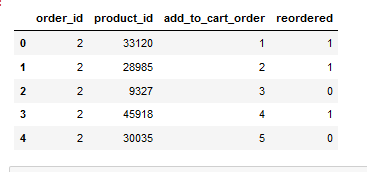 order_id product_id add_to_cart_order reordered
0 2 33120 1 1
1 2 28985 2 1
2 2 9327 3 0
3 2 45918 4 1
4 2 30035 5 0